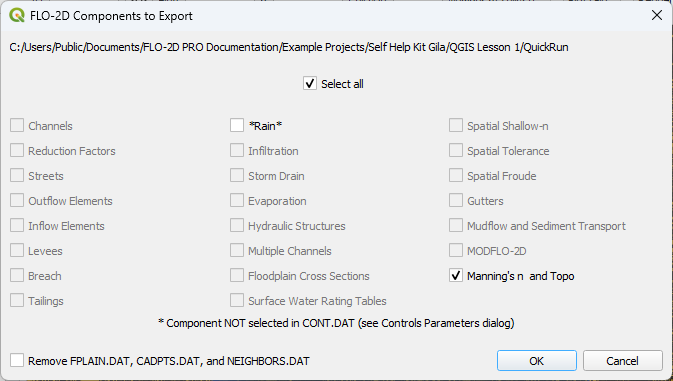 FLO-2D Components to Export
C:/Users/Public/Documents/FLO-2D PRO Documentation/Example Projects/Self Help Kit Gila/QGIS Lesson 1/QuickRun
Select all
Channels
Reduction Factors
Streets
Outflow Elements
Inflow Elements
Levees
Breach
Tailings
*Rain*
Infiltration
Storm Drain
Evaporation
Hydraulic Structures
Multiple Channels
Floodplain Cross Sections
Surface Water Rating Tables
Spatial Shallow-n
Spatial Tolerance
Spatial Froude
Gutters
Mudflow and Sediment Transport
MODFLO-2D
Manning's n and Topo
* Component NOT selected in CONT.DAT (see Controls Parameters dialog)
Remove FPLAIN.DAT, CADPTS.DAT, and NEIGHBORS.DAT
OK
Cancel